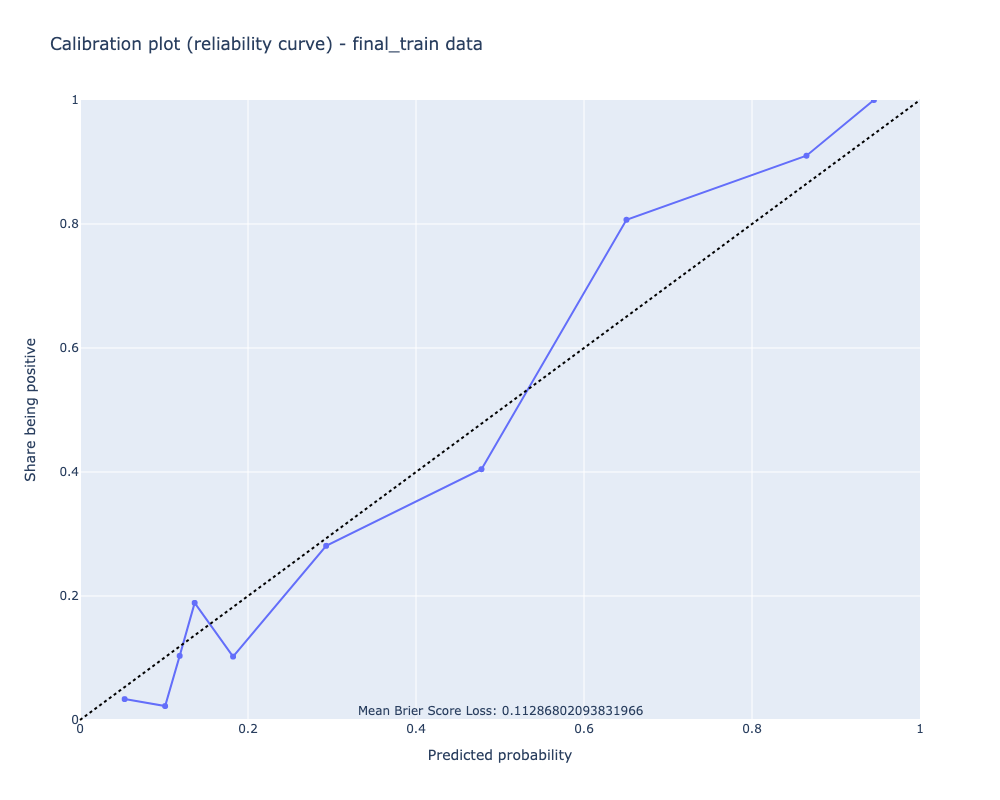 Calibration plot (reliability curve) - final_train data
1
0.8
0.6
0.4
0.2
0
Share being positive
Mean Brier Score Loss: 0.11286802093831966
0 0.2 0.4 0.6 0.8 1
Predicted probability